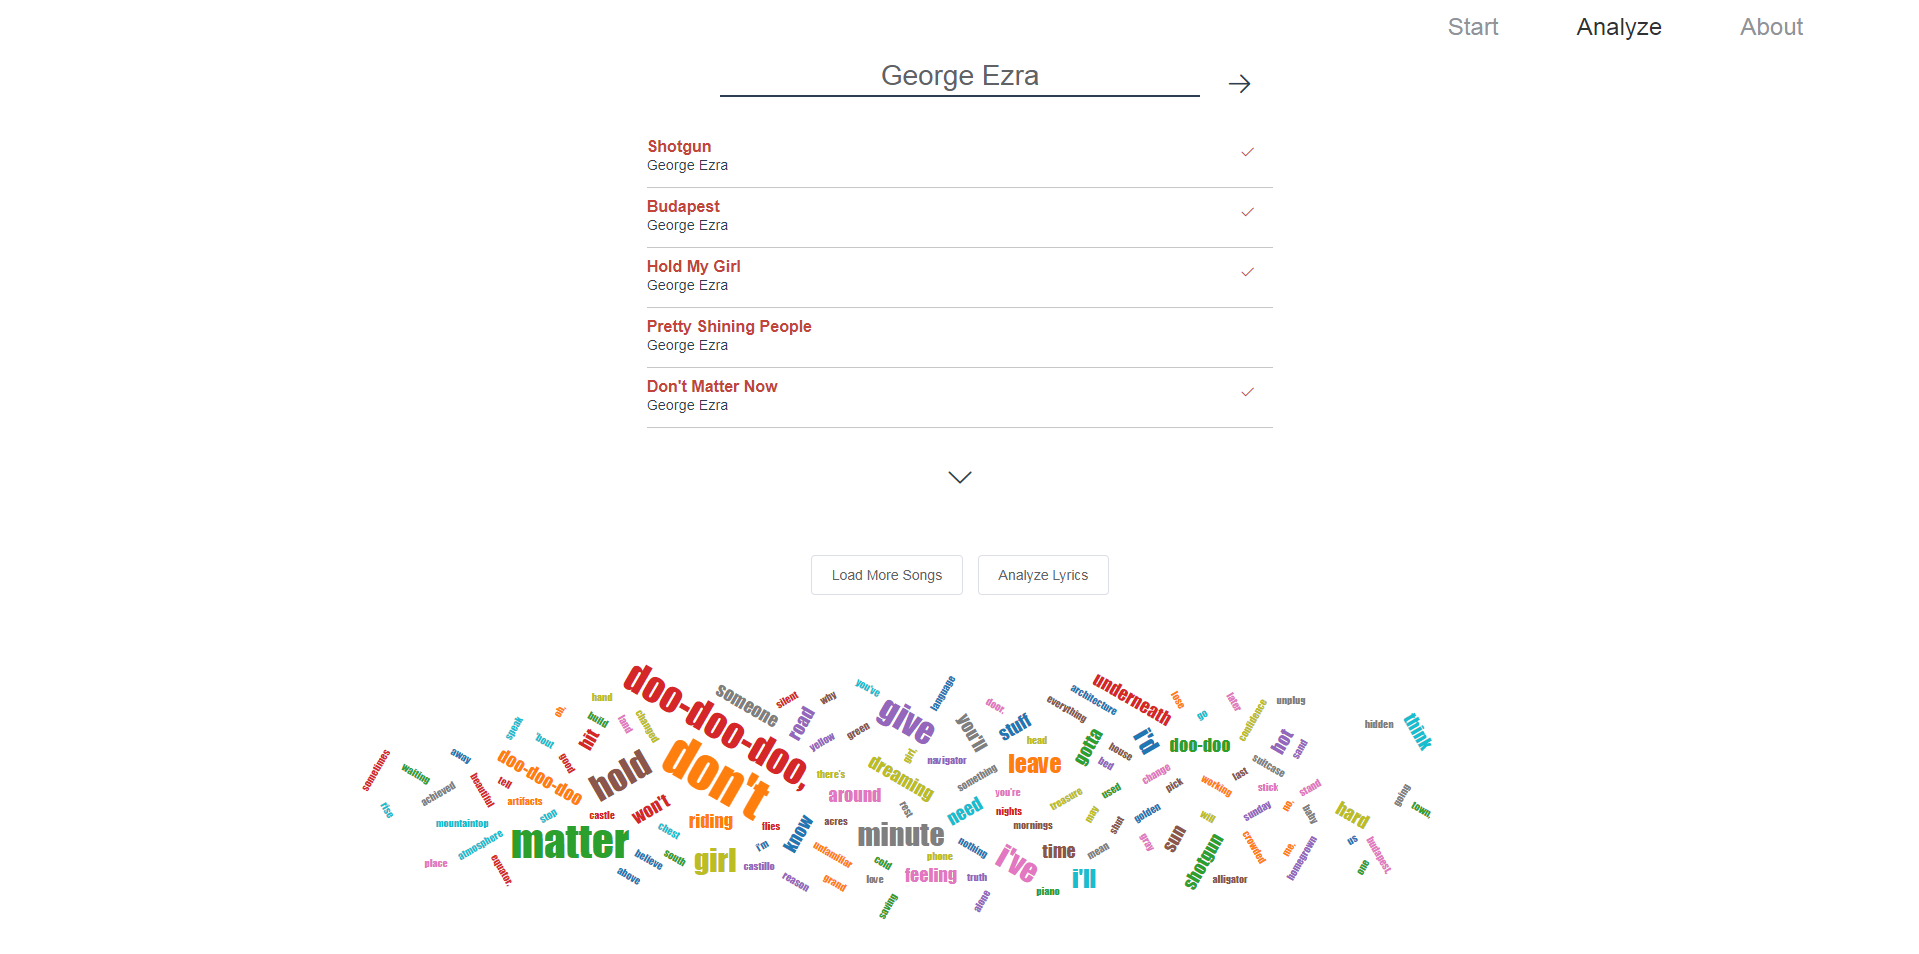 Start Analyze About
George Ezra
Shotgun
George Ezra
Budapest
George Ezra
Hold My Girl
George Ezra
Pretty Shining People
George Ezra
Don't Matter Now
George Ezra
Load More Songs
Analyze Lyrics
doo-doo-doo,
someone
silent
why
you've
language
door.
everything
architecture
underneath
lose
go
later
confidence
unplug
hidden
think
hand
oh,
build
land
changed
speak
'bout
hit
road
yellow
green
give
you'll
stuff
head
gotta
house
i'd
doo-doo
hot
sand
sometimes
waiting
away
achieved
beautiful
tell
good
doo-doo-doo
artifacts
hold
don't
there's
girl,
navigator
dreaming
something
leave
bed
change
pick
working
last
suitcase
stick
stand
going
town,
rise
mountaintop
atmosphere
stop
castle
won't
chest
riding
flies
around
acres
rest
need
you're
nights
mornings
treasure
used
may
shut
golden
will
sunday
no,
baby
hard
us
budapest,
place
equator,
matter
believe
above
south
girl
i'm
castillo
know
reason
unfamiliar
grand
minute
cold
love
phone
nothing
feeling
truth
i've
time
mean
gray
sun
shotgun
crowded
me,
homegrown
one
saving
alone
piano
i'll
alligator